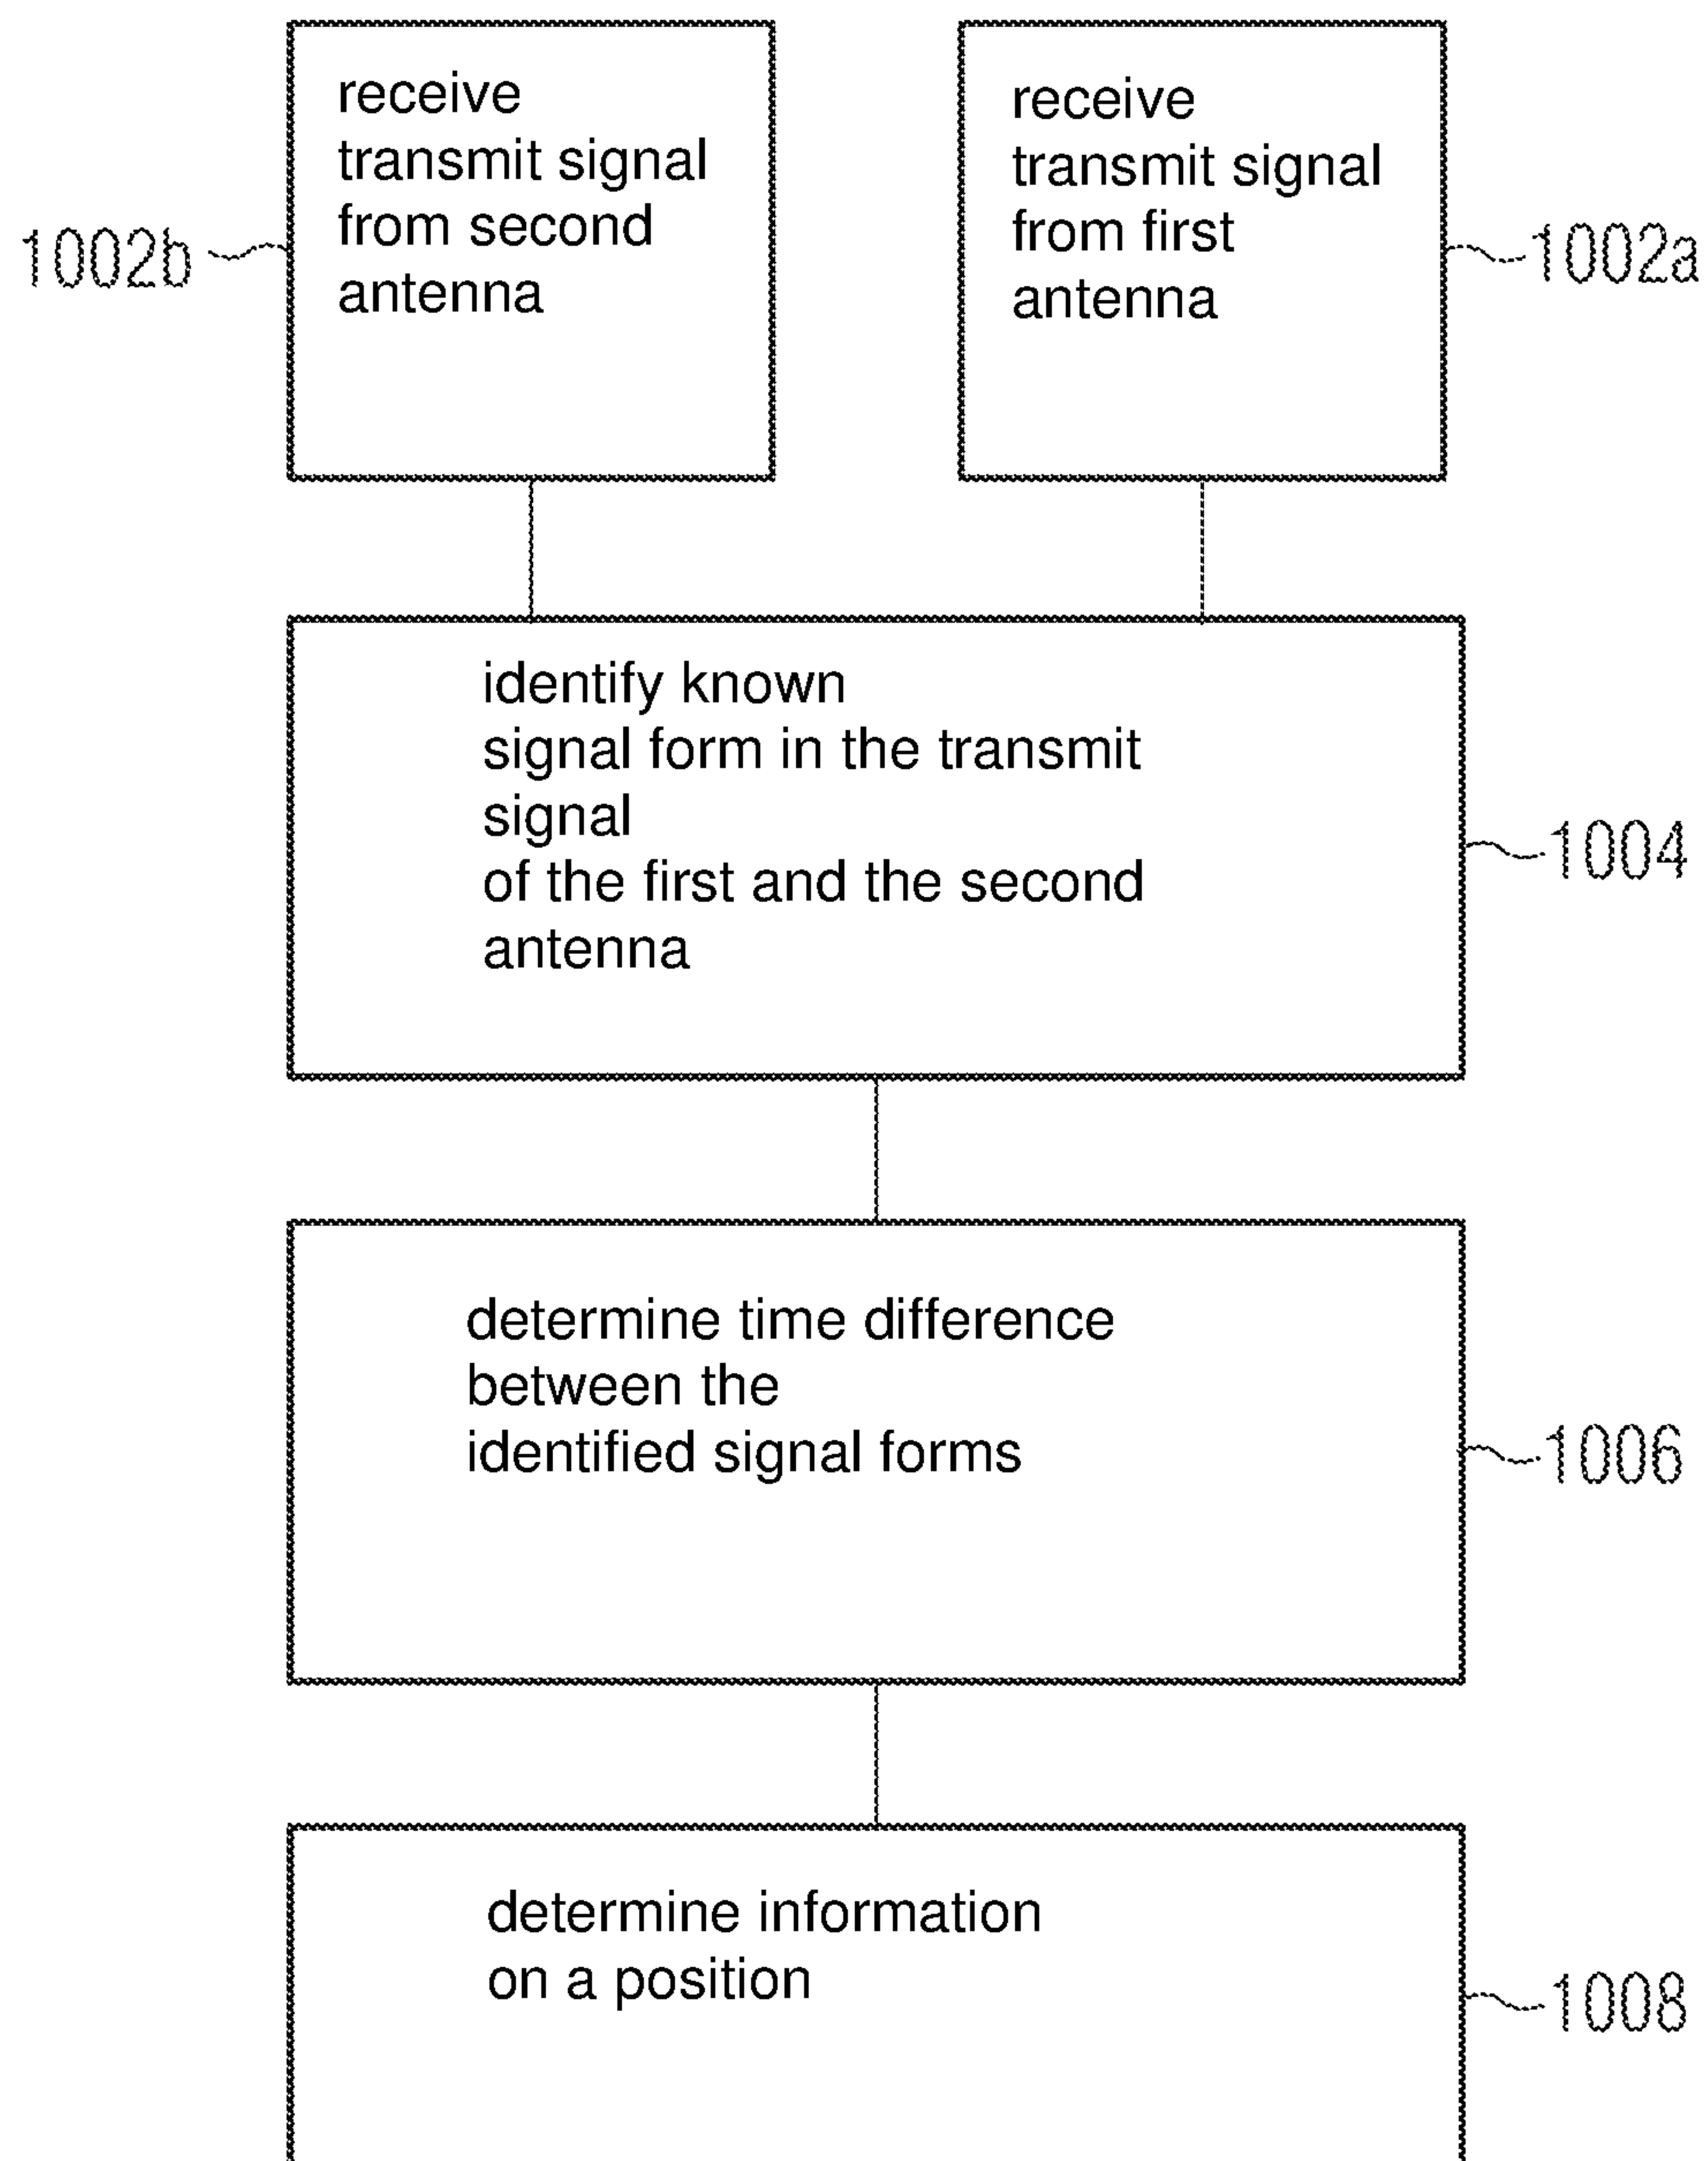 receive
transmit signal
from second
antenna
1002b
receive
transmit signal
from first
antenna
1002a
identify known
signal form in the transmit
signal
of the first and the second
antenna
1004
determine time difference
between the
identified signal forms
1006
determine information
on a position
1008